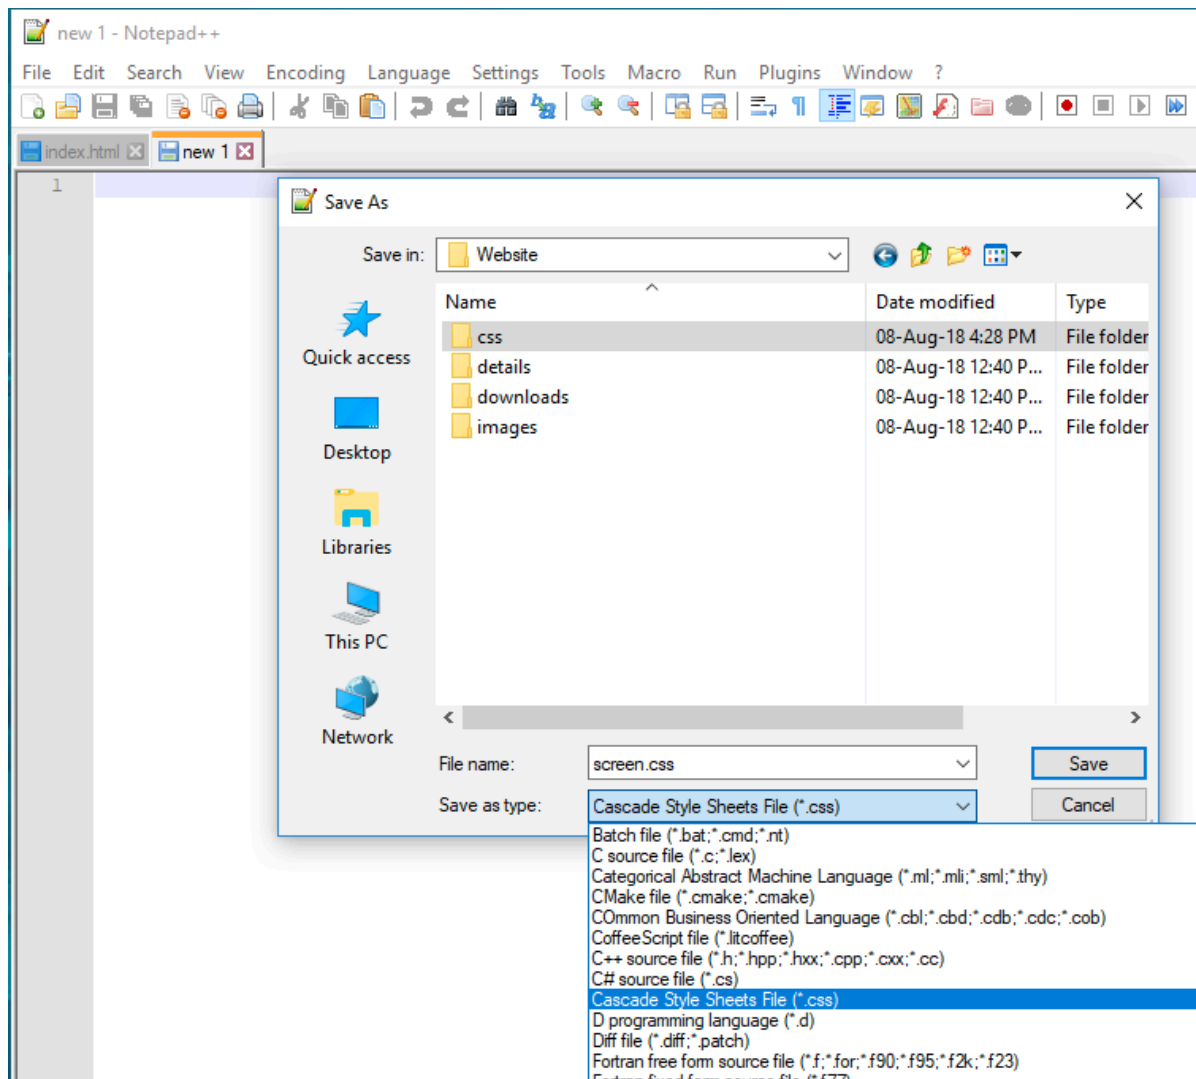 new 1 - Notepad++
File Edit Search View Encoding Language Settings Tools Macro Run Plugins Window ?
index.html new 1
1
Save As
Save in: Website
Name Date modified Type
css 08-Aug-18 4:28 PM File folder
details 08-Aug-18 12:40 P... File folder
downloads 08-Aug-18 12:40 P... File folder
images 08-Aug-18 12:40 P... File folder
Quick access
Desktop
Libraries
This PC
Network
File name: screen.css Save
Save as type: Cascade Style Sheets File (*.css) Cancel
Batch file (*.bat;*.cmd;*.nt)
C source file (*.c;*.lex)
Categorical Abstract Machine Language (*.ml;*.mli;*.sml;*.thy)
CMake file (*.cmake;*.cmake)
COmmon Business Oriented Language (*.cbl;*.cbd;*.cdb;*.cdc;*.cob)
CoffeeScript file (*.litcoffee)
C++ source file (*.h;*.hpp;*.hxx;*.cpp;*.cxx;*.cc)
C# source file (*.cs)
Cascade Style Sheets File (*.css)
D programming language (*.d)
Diff file (*.diff;*.patch)
Fortran free form source file (*.f;*.for;*.f90;*.f95;*.f2k;*.f23)
Fortran fixed form source file (*.f77)